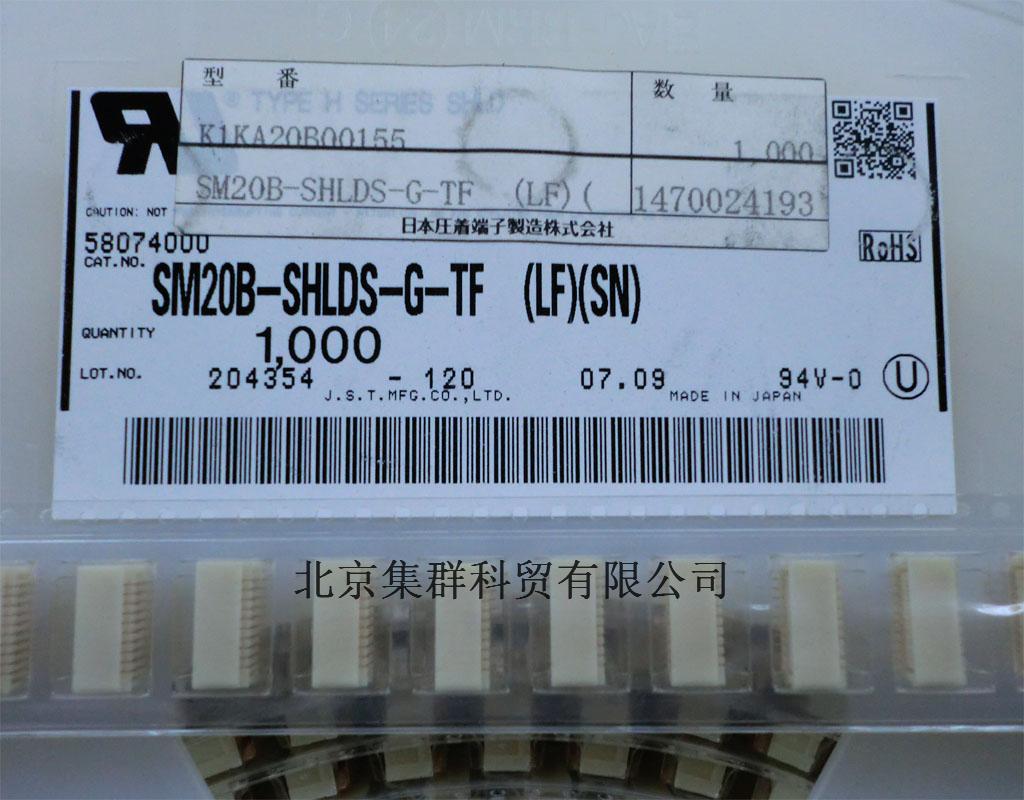 型番 数量
® TYPE H SERIES SHLD
K1KA20B00155 1,000
SM20B-SHLDS-G-TF (LF)( 1470024193
日本圧着端子製造株式会社
CAUTION: NOT
58074000
RoHS
CAT.NO.
SM20B-SHLDS-G-TF (LF)(SN)
QUANTITY 1,000
LOT.NO. 204354 - 120 07.09 94V-0 U
J.S.T.MFG.CO.,LTD. MADE IN JAPAN
北京集群科贸有限公司